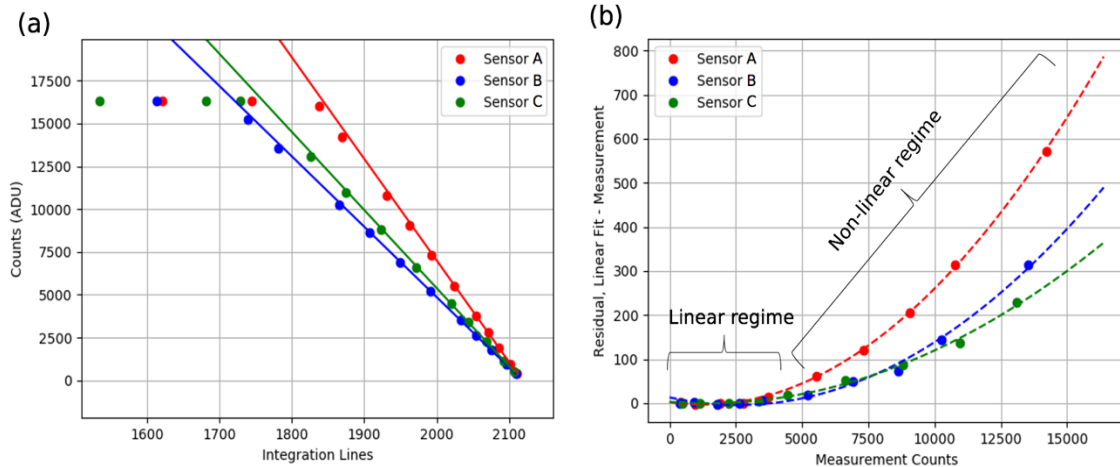 (a)
Counts (ADU)
17500
15000
12500
10000
7500
5000
2500
0
Sensor A
Sensor B
Sensor C
1600
1700
1800
1900
2000
2100
Integration Lines
(b)
Residual, Linear Fit - Measurement
800
700
600
500
400
300
200
100
0
Sensor A
Sensor B
Sensor C
Non-linear regime
Linear regime
0
2500
5000
7500
10000
12500
15000
Measurement Counts